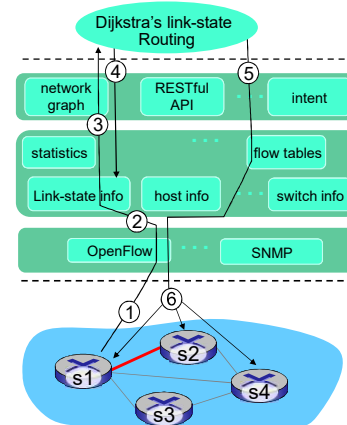 Dijkstra's link-state
Routing
4
5
network
graph
RESTful
API
intent
3
statistics
flow tables
Link-state info
host info
switch info
2
OpenFlow
SNMP
1
6
s2
s1
s4
s3